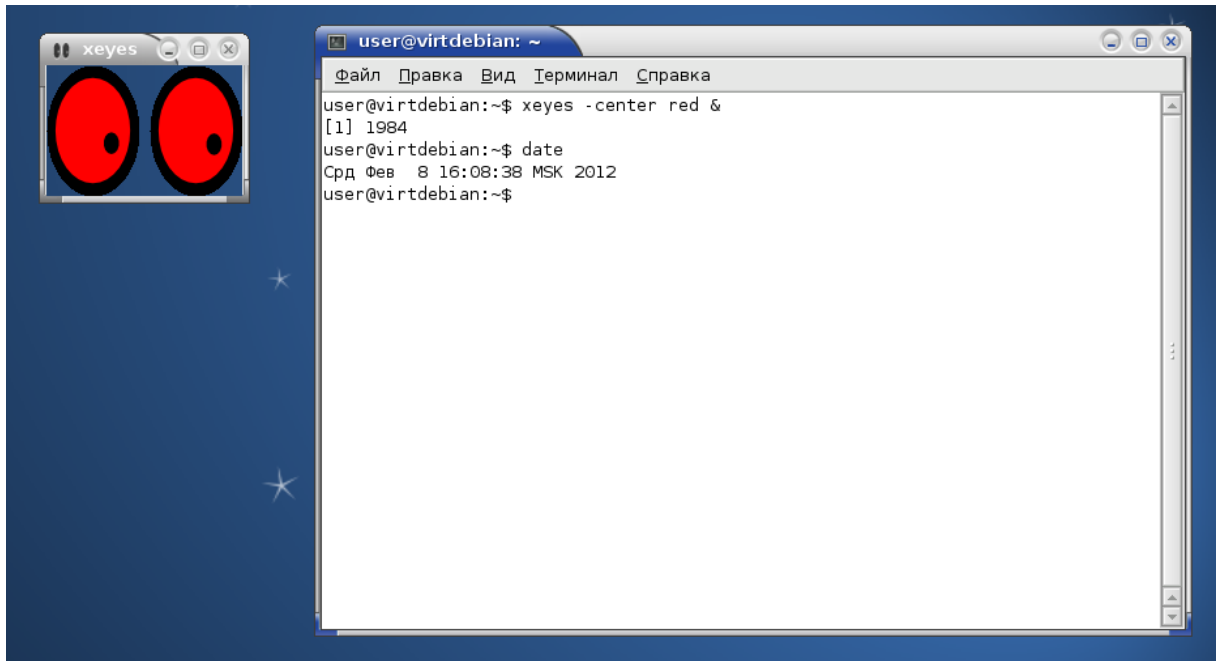 xeyes
user@virtdebian: ~
Файл Правка Вид Терминал Справка
user@virtdebian:~$ xeyes -center red &
[1] 1984
user@virtdebian:~$ date
Срд Фев  8 16:08:38 MSK 2012
user@virtdebian:~$